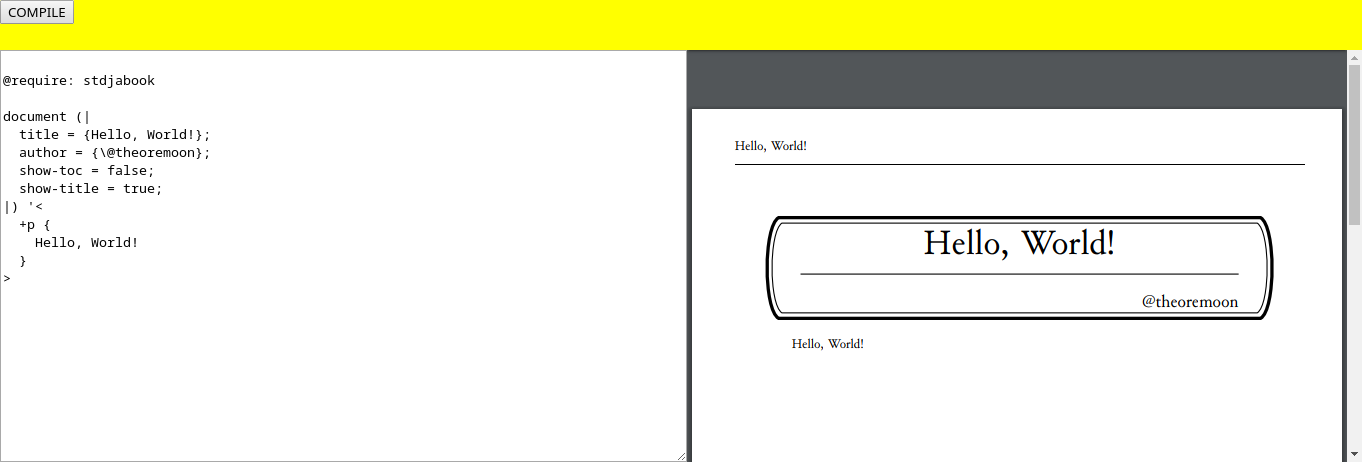 COMPILE
@require: stdjabook
document (|
title = {Hello, World!};
author = {\@theoremoon};
show-toc = false;
show-title = true;
|) '<
+p {
Hello, World!
}
>
Hello, World!
Hello, World!
@theoremoon
Hello, World!